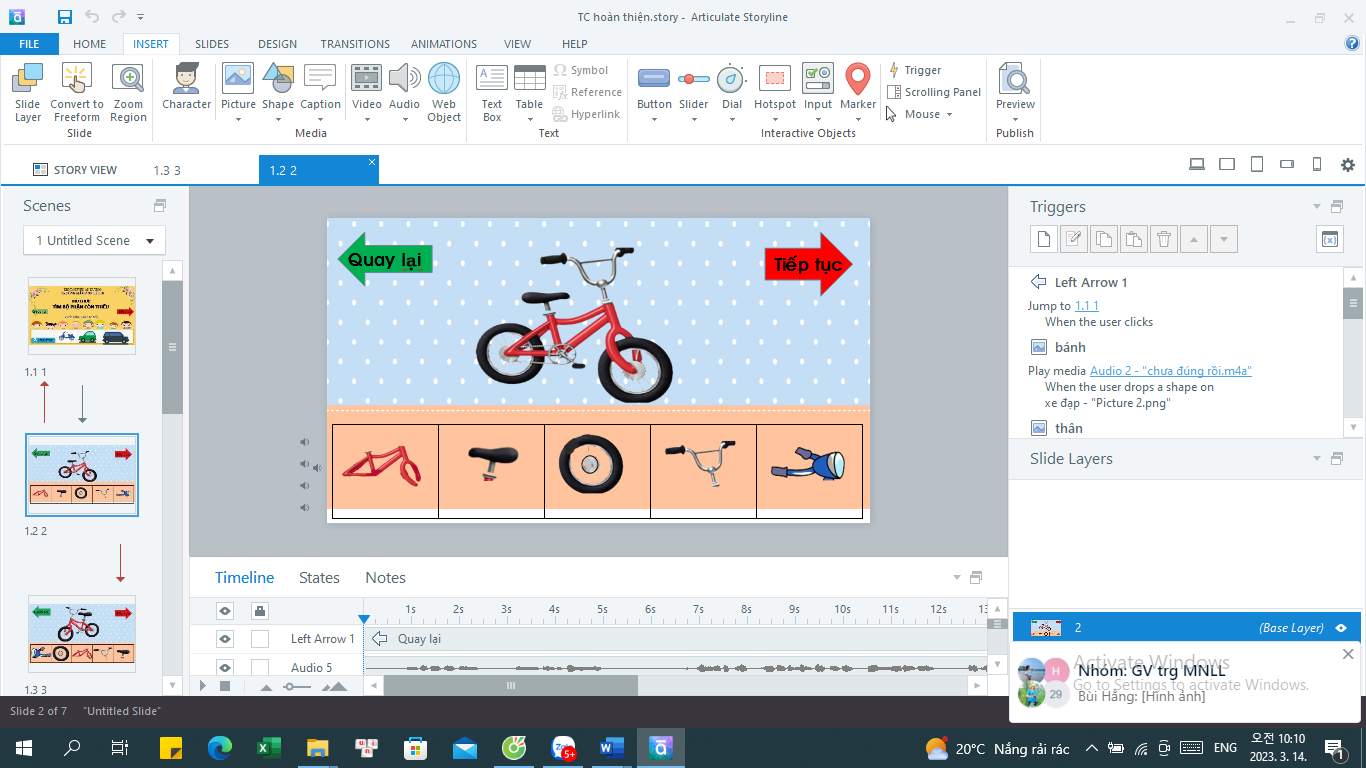 TC hoàn thiện.story - Articulate Storyline
FILE HOME INSERT SLIDES DESIGN TRANSITIONS ANIMATIONS VIEW HELP
Slide Layer
Convert to Freeform
Zoom Region
Slide
Character
Picture
Shape
Caption
Video
Audio
Web Object
Media
Text Box
Table
Symbol
Reference
Hyperlink
Text
Button
Slider
Dial
Hotspot
Input
Marker
Trigger
Scrolling Panel
Mouse
Interactive Objects
Preview
Publish
STORY VIEW 1.3 3 1.2 2
Scenes
1 Untitled Scene
TÌM BỘ PHẬN CÒN THIẾU
1.1 1
1.2 2
1.3 3
Quay lại
Tiếp tục
Triggers
Left Arrow 1
Jump to 1.1 1
When the user clicks
bánh
Play media Audio 2 - "chưa đúng rồi.m4a"
When the user drops a shape on
xe đạp - "Picture 2.png"
thân
Slide Layers
2 (Base Layer)
Timeline States Notes
1s 2s 3s 4s 5s 6s 7s 8s 9s 10s 11s 12s
Left Arrow 1 Quay lại
Audio 5
Activate Windows
Go to Settings to activate Windows.
Nhóm: GV trg MNLL
Bùi Hằng: [Hình ảnh]
H
29
Slide 2 of 7 "Untitled Slide"
5+
20°C Nắng rải rác
ENG
오전 10:10
2023. 3. 14.
1